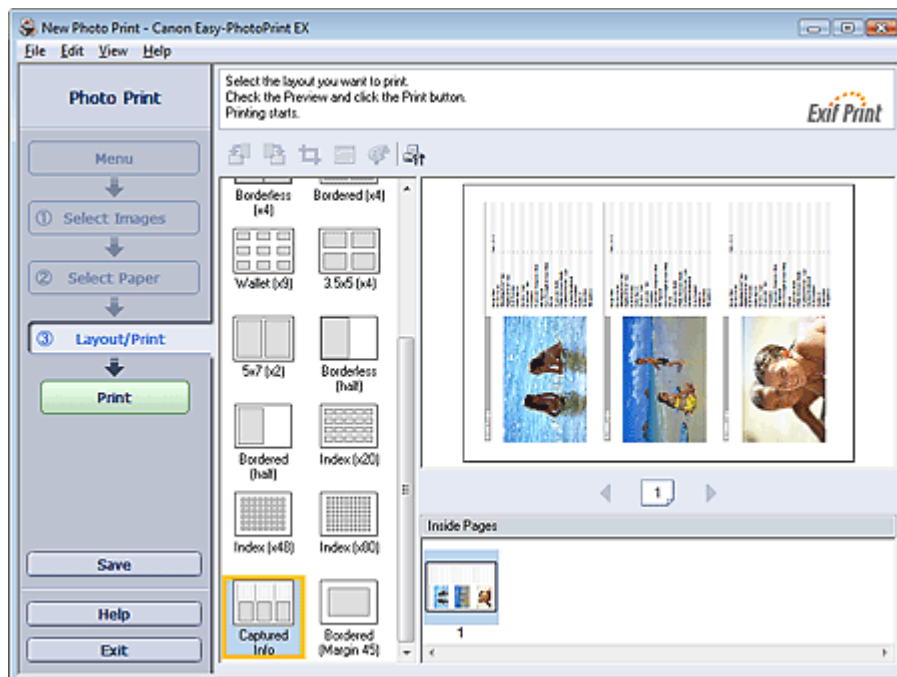 New Photo Print - Canon Easy-PhotoPrint EX
File Edit View Help
Photo Print
Select the layout you want to print.
Check the Preview and click the Print button.
Printing starts.
Exif Print
Menu
① Select Images
② Select Paper
③ Layout/Print
Print
Save
Help
Exit
Borderless
(x4)
Bordered (x4)
Wallet (x9)
3.5x5 (x4)
5x7 (x2)
Borderless
(half)
Bordered
(half)
Index (x20)
Index (x48)
Index (x80)
Captured
Info
Bordered
(Margin 45)
1
Inside Pages
1